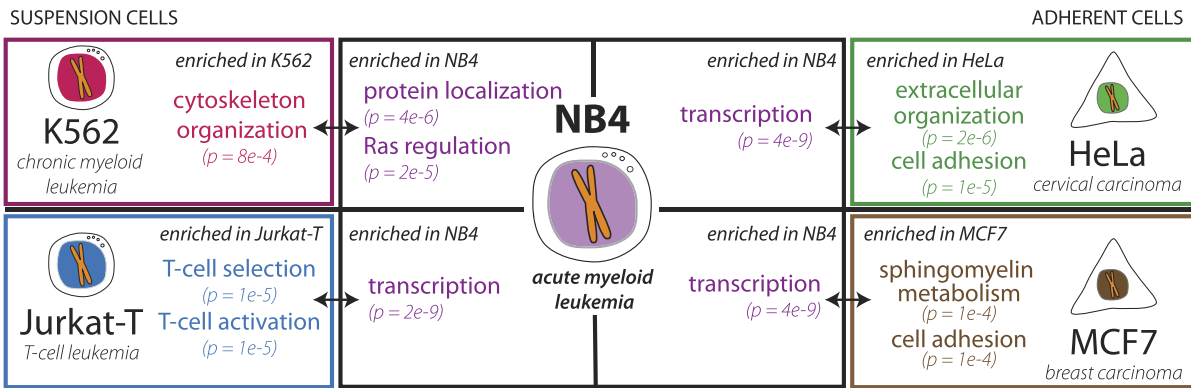 SUSPENSION CELLS
ADHERENT CELLS
enriched in K562
cytoskeleton
organization
(p = 8e-4)
K562
chronic myeloid
leukemia
enriched in NB4
protein localization
(p = 4e-6)
Ras regulation
(p = 2e-5)
NB4
acute myeloid
leukemia
enriched in NB4
transcription
(p = 4e-9)
enriched in HeLa
extracellular
organization
(p = 2e-6)
cell adhesion
(p = 1e-5)
HeLa
cervical carcinoma
enriched in Jurkat-T
T-cell selection
(p = 1e-5)
T-cell activation
(p = 1e-5)
Jurkat-T
T-cell leukemia
enriched in NB4
transcription
(p = 2e-9)
enriched in NB4
transcription
(p = 4e-9)
enriched in MCF7
sphingomyelin
metabolism
(p = 1e-4)
cell adhesion
(p = 1e-4)
MCF7
breast carcinoma